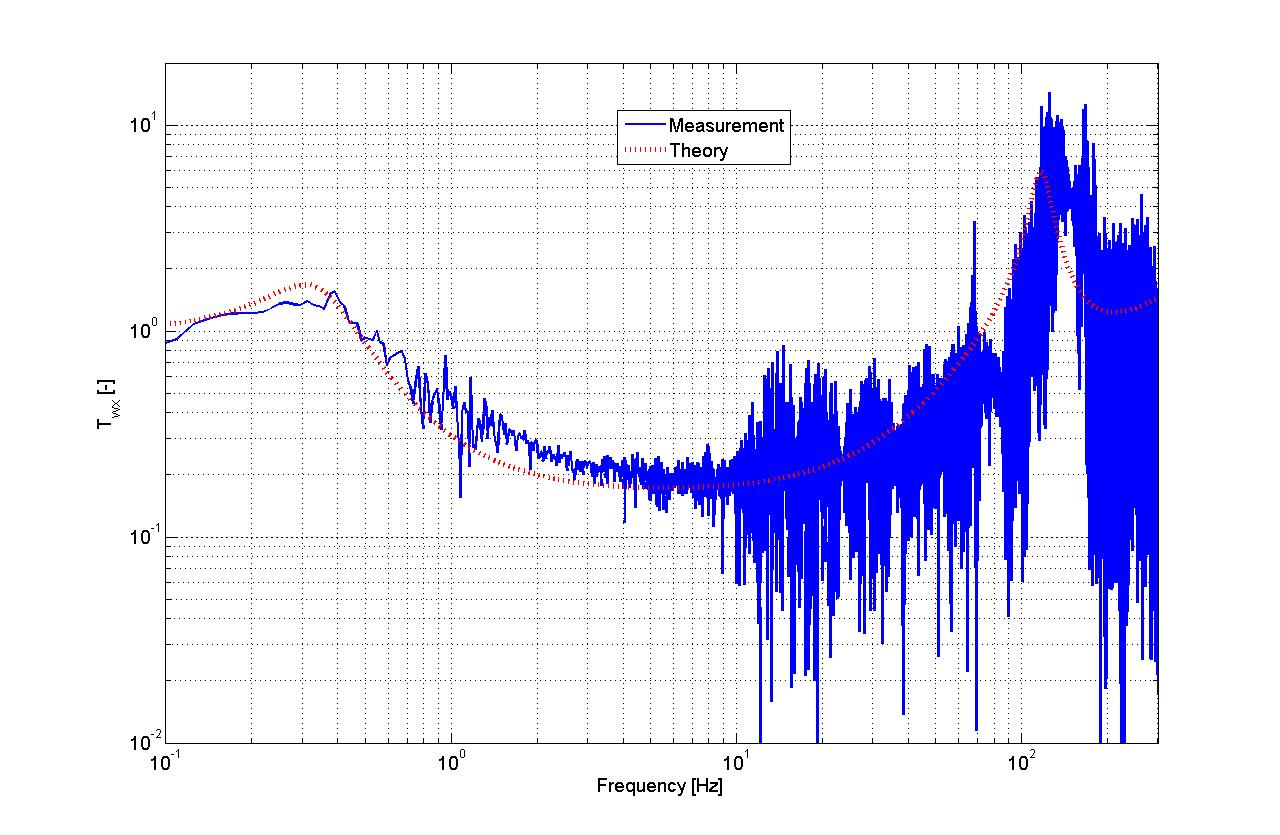 10^1
10^0
10^-1
10^-2
T_wx [-]
Measurement
Theory
10^-1 10^0 10^1 10^2
Frequency [Hz]